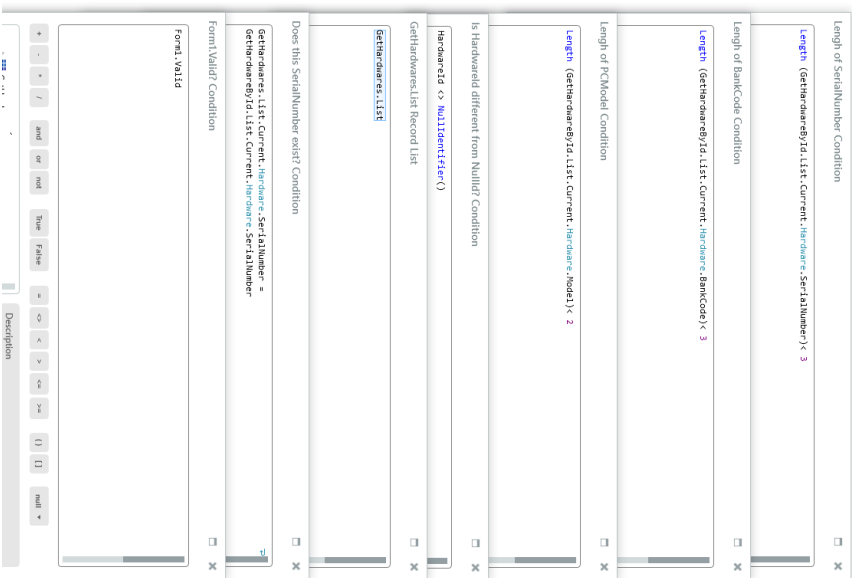 Lengh of SerialNumber Condition
Length (GetHardwareById.List.Current.Hardware.SerialNumber)< 3
Lengh of BankCode Condition
Length (GetHardwareById.List.Current.Hardware.BankCode)< 3
Lengh of PCModel Condition
Length (GetHardwareById.List.Current.Hardware.Model)< 2
Is HardwareId different from NullId? Condition
HardwareId <> NullIdentifier()
GetHardwares.List Record List
GetHardwares.List
Does this SerialNumber exist? Condition
GetHardwares.List.Current.Hardware.SerialNumber =
GetHardwareById.List.Current.Hardware.SerialNumber
Form1.Valid? Condition
Form1.Valid
+ - * / and or not True False = <> < > <= >= () [] null
Description